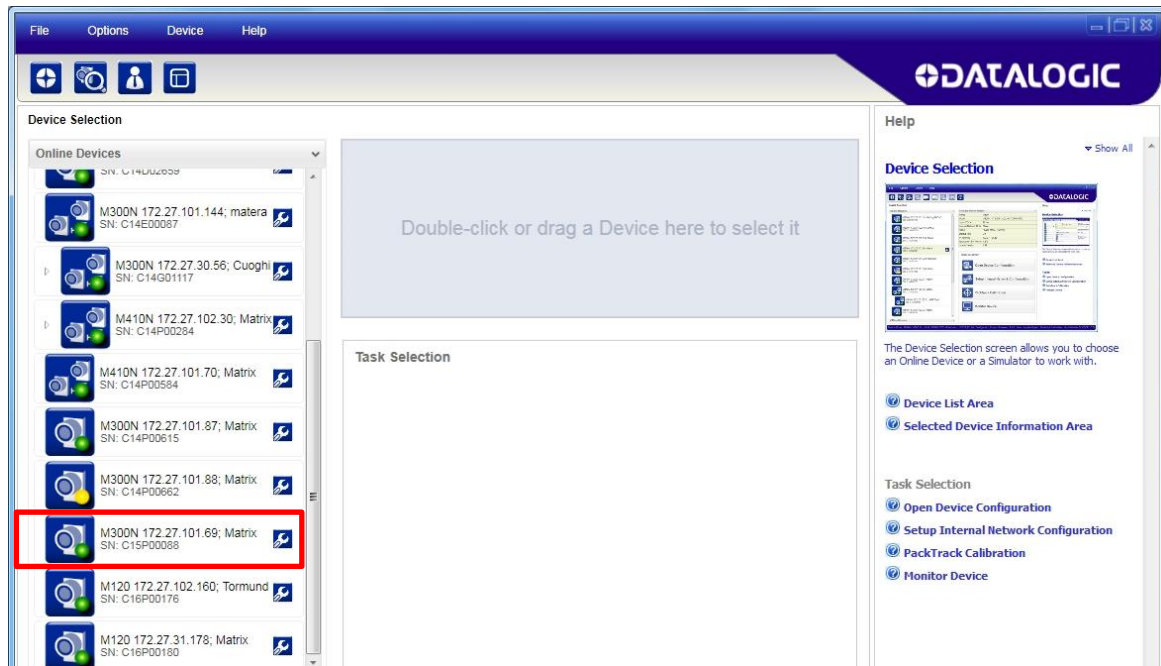 File Options Device Help
DATALOGIC
Device Selection
Online Devices
SN: C14D02659
M300N 172.27.101.144; matera
SN: C14E00087
M300N 172.27.30.56; Cuoghi
SN: C14G01117
M410N 172.27.102.30; Matrix
SN: C14P00284
M410N 172.27.101.70; Matrix
SN: C14P00584
M300N 172.27.101.87; Matrix
SN: C14P00615
M300N 172.27.101.88; Matrix
SN: C14P00662
M300N 172.27.101.69; Matrix
SN: C15P00088
M120 172.27.102.160; Tormund
SN: C16P00176
M120 172.27.31.178; Matrix
SN: C16P00180
Double-click or drag a Device here to select it
Task Selection
Help
Show All
Device Selection
DATALOGIC
The Device Selection screen allows you to choose
an Online Device or a Simulator to work with.
Device List Area
Selected Device Information Area
Task Selection
Open Device Configuration
Setup Internal Network Configuration
PackTrack Calibration
Monitor Device